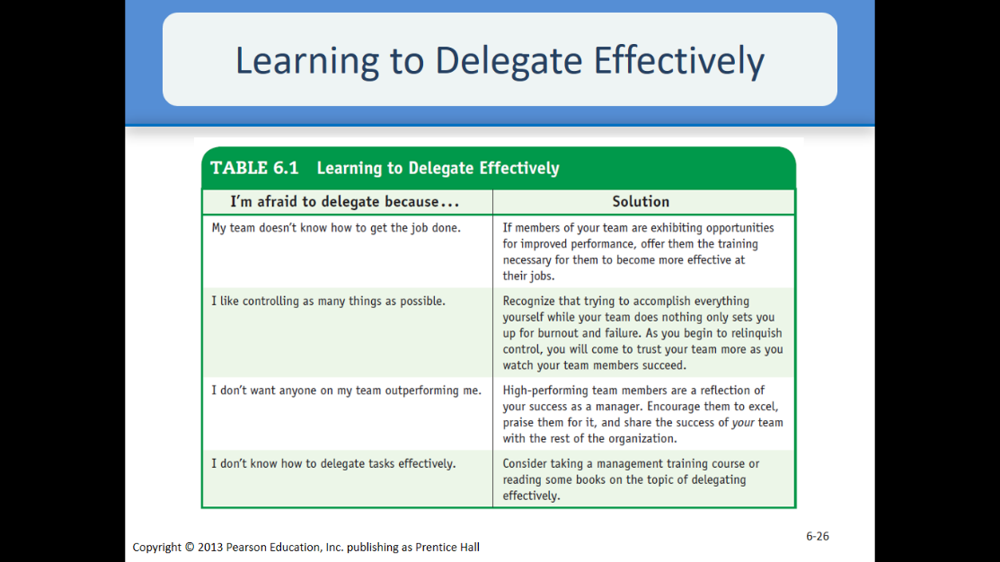 Learning to Delegate Effectively
TABLE 6.1 Learning to Delegate Effectively
I'm afraid to delegate because...
Solution
My team doesn't know how to get the job done.
If members of your team are exhibiting opportunities
for improved performance, offer them the training
necessary for them to become more effective at
their jobs.
I like controlling as many things as possible.
Recognize that trying to accomplish everything
yourself while your team does nothing only sets you
up for burnout and failure. As you begin to relinquish
control, you will come to trust your team more as you
watch your team members succeed.
I don't want anyone on my team outperforming me.
High-performing team members are a reflection of
your success as a manager. Encourage them to excel,
praise them for it, and share the success of your team
with the rest of the organization.
I don't know how to delegate tasks effectively.
Consider taking a management training course or
reading some books on the topic of delegating
effectively.
6-26
Copyright © 2013 Pearson Education, Inc. publishing as Prentice Hall